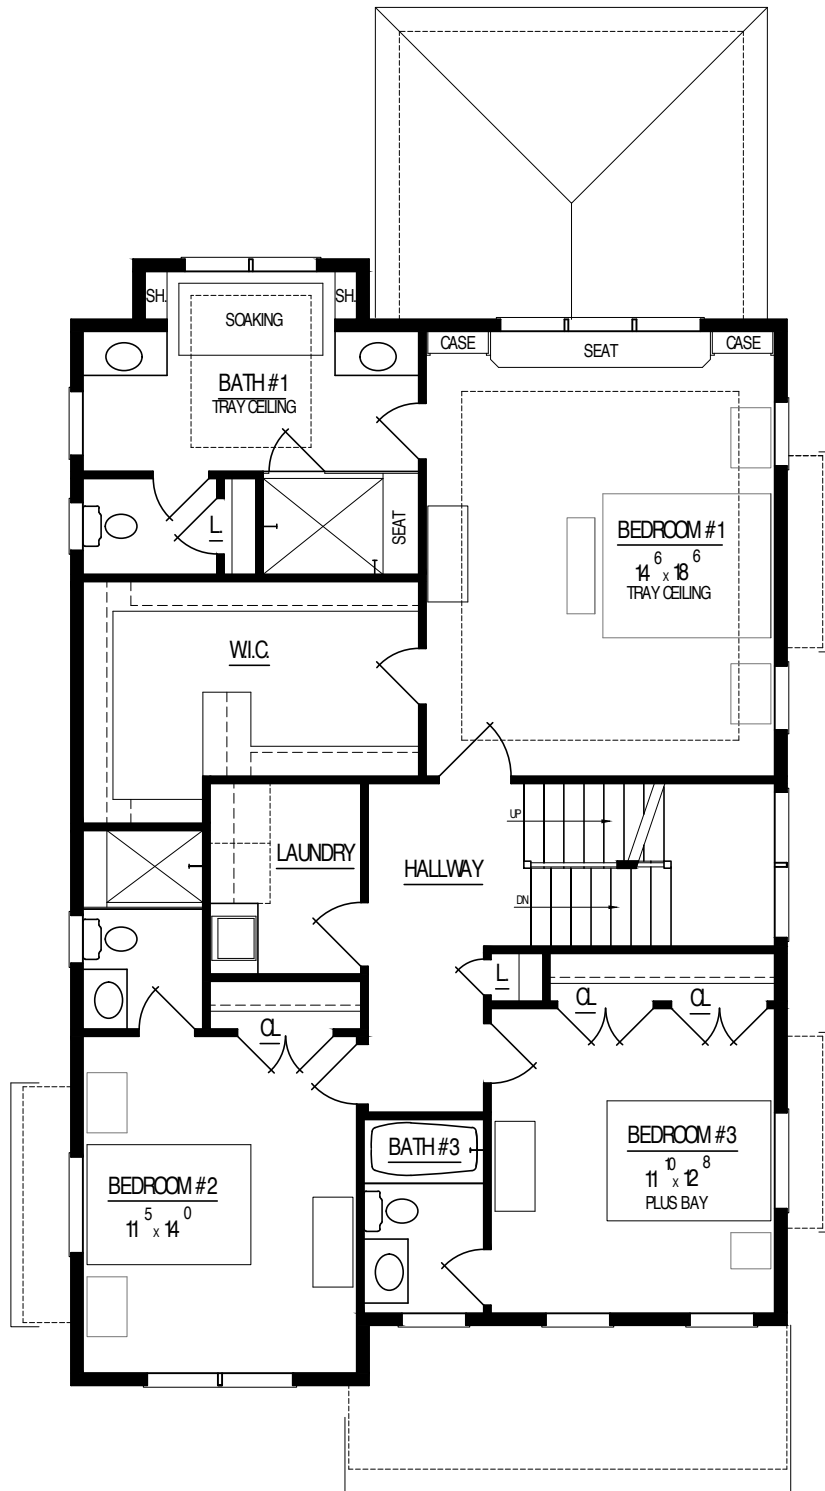 SH.
SH.
SOAKING
CASE
SEAT
CASE
BATH #1
TRAY CEILING
L.
SEAT
BEDROOM #1
14 6 x 18 6
TRAY CEILING
W.I.C.
UP
LAUNDRY
HALLWAY
DN
L
CL
CL
CL
BATH #3
BEDROOM #3
11 10 x 12 8
PLUS BAY
BEDROOM #2
11 5 x 14 0